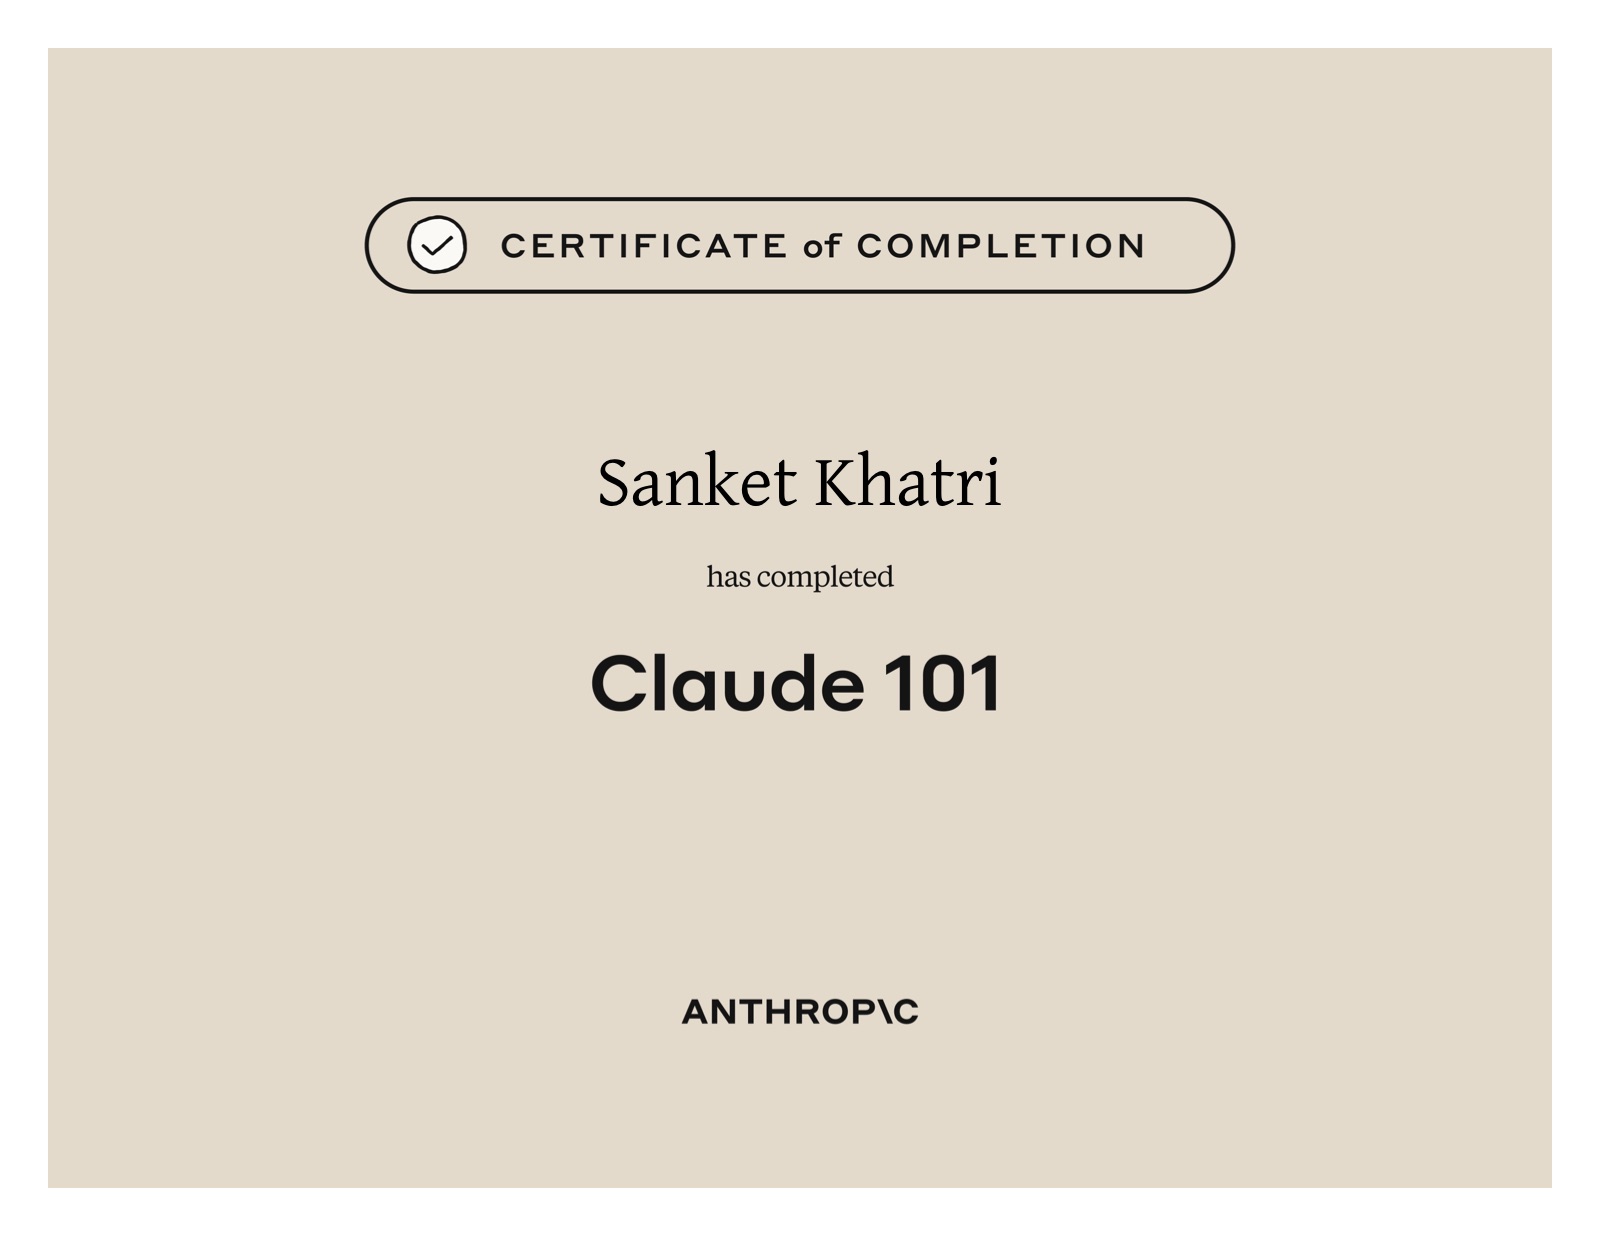 CERTIFICATE of COMPLETION
Sanket Khatri
has completed
Claude 101
ANTHROP\C